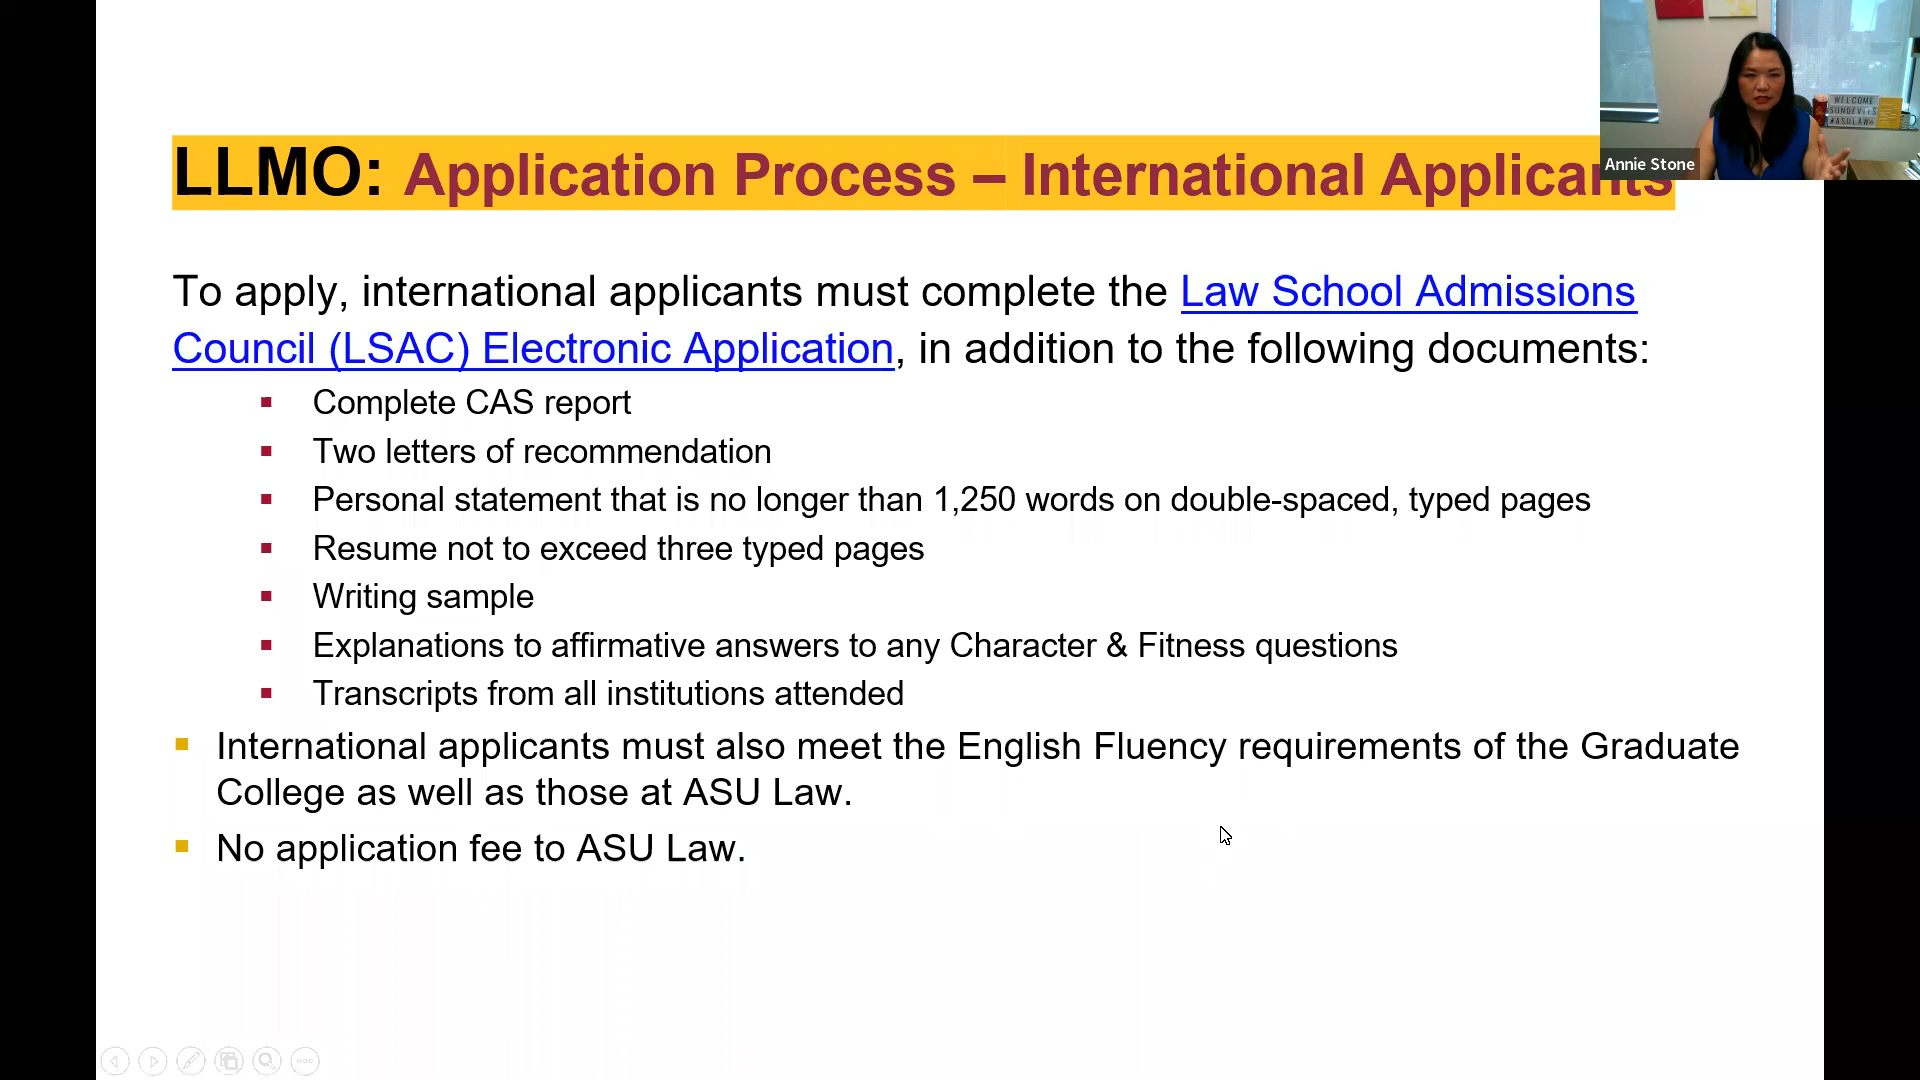 LLMO: Application Process – International Applicants
Annie Stone
WELCOME
SUNDEVILS
#ASULAW
To apply, international applicants must complete the Law School Admissions
Council (LSAC) Electronic Application, in addition to the following documents:
Complete CAS report
Two letters of recommendation
Personal statement that is no longer than 1,250 words on double-spaced, typed pages
Resume not to exceed three typed pages
Writing sample
Explanations to affirmative answers to any Character & Fitness questions
Transcripts from all institutions attended
International applicants must also meet the English Fluency requirements of the Graduate
College as well as those at ASU Law.
No application fee to ASU Law.